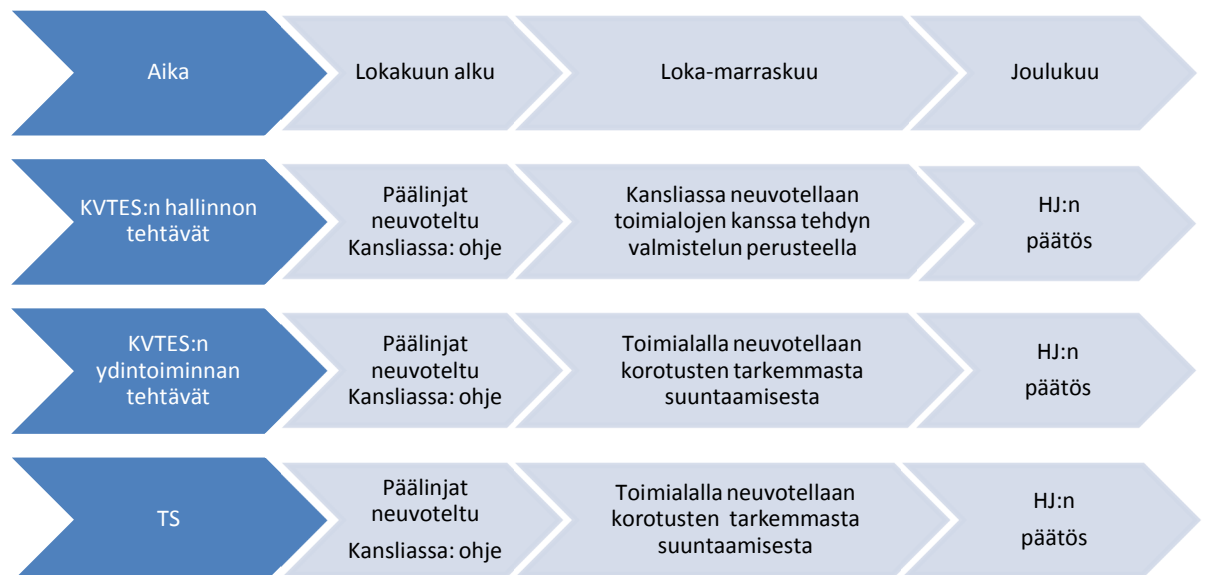 Aika
Lokakuun alku
Loka-marraskuu
Joulukuu
KVTES:n hallinnon
tehtävät
Päälinjat
neuvoteltu
Kansliassa: ohje
Kansliassa neuvotellaan
toimialojen kanssa tehdyn
valmistelun perusteella
HJ:n
päätös
KVTES:n
ydintoiminnan
tehtävät
Päälinjat
neuvoteltu
Kansliassa: ohje
Toimialalla neuvotellaan
korotusten tarkemmasta
suuntaamisesta
HJ:n
päätös
TS
Päälinjat
neuvoteltu
Kansliassa: ohje
Toimialalla neuvotellaan
korotusten tarkemmasta
suuntaamisesta
HJ:n
päätös